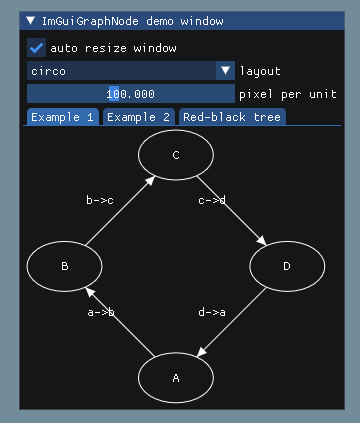 ImGuiGraphNode demo window
auto resize window
circo layout
100.000 pixel per unit
Example 1 Example 2 Red-black tree
C
b->c c->d
B D
a->b d->a
A